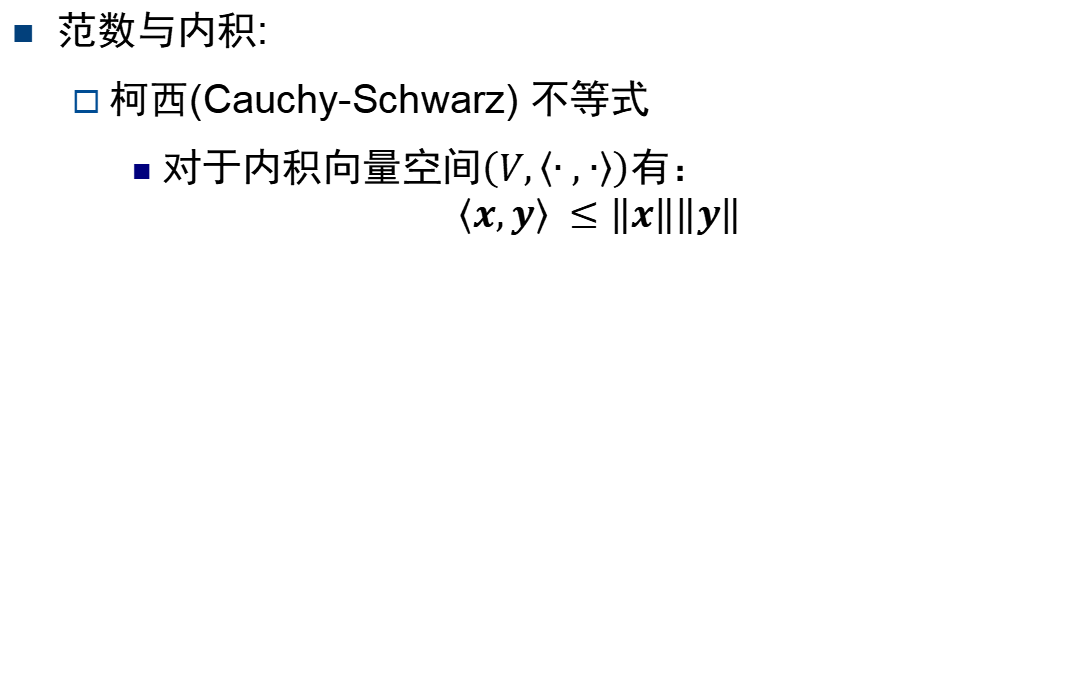 范数与内积:
柯西(Cauchy-Schwarz) 不等式
对于内积向量空间(V,⟨· , ·⟩)有：
⟨x, y⟩ ≤ ‖x‖‖y‖